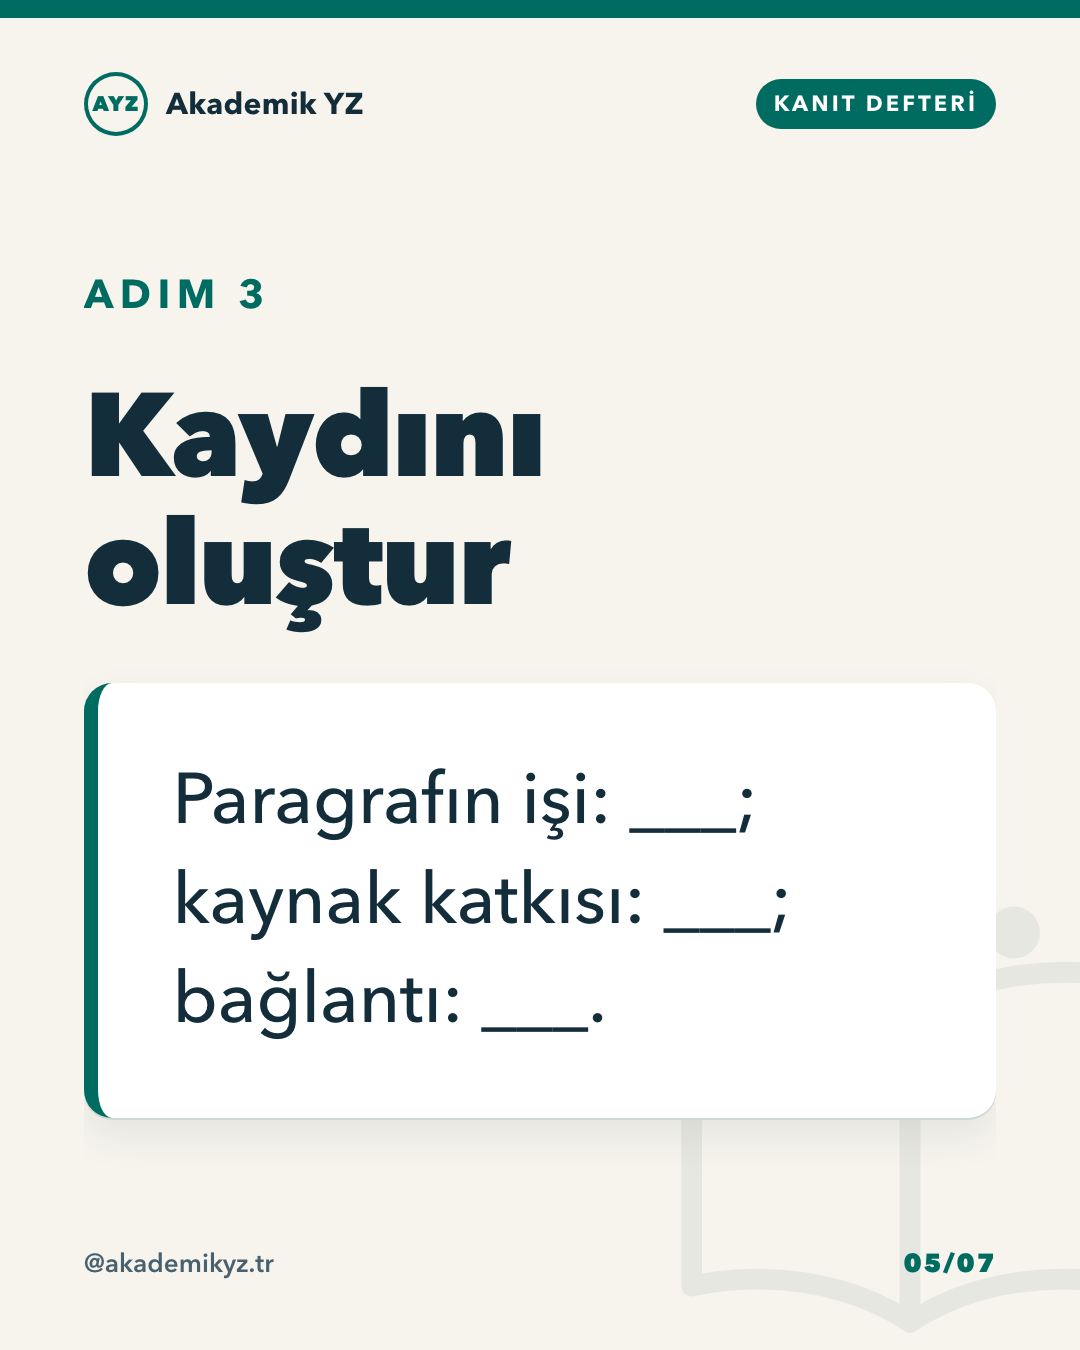 AYZ Akademik YZ
KANIT DEFTERİ
ADIM 3
Kaydını
oluştur
Paragrafın işi: ___;
kaynak katkısı: ___;
bağlantı: ___.
@akademikyz.tr
05/07